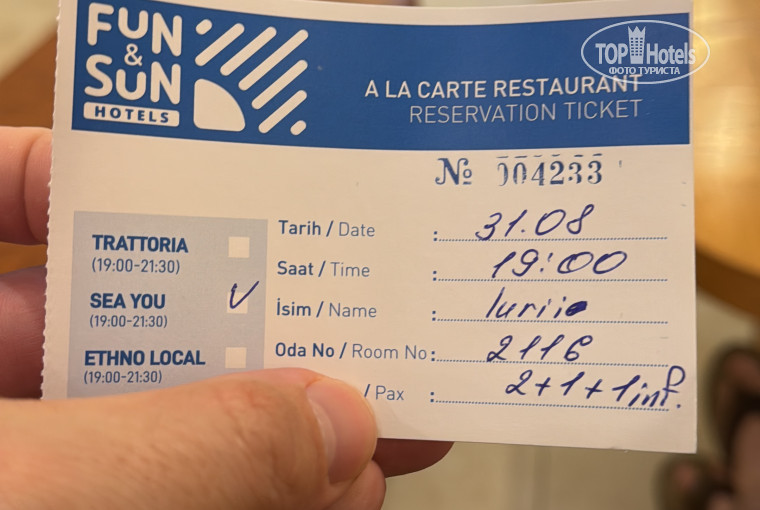 FUN
&
SUN
HOTELS
TOPHotels
ФОТО ТУРИСТА
A LA CARTE RESTAURANT
RESERVATION TICKET
№ 004233
TRATTORIA
(19:00-21:30)
SEA YOU
(19:00-21:30)
ETHNO LOCAL
(19:00-21:30)
Tarih / Date : 31.08
Saat / Time : 19:00
İsim / Name : Iurii
Oda No / Room No: 2116
/ Pax : 2+1+1inf.